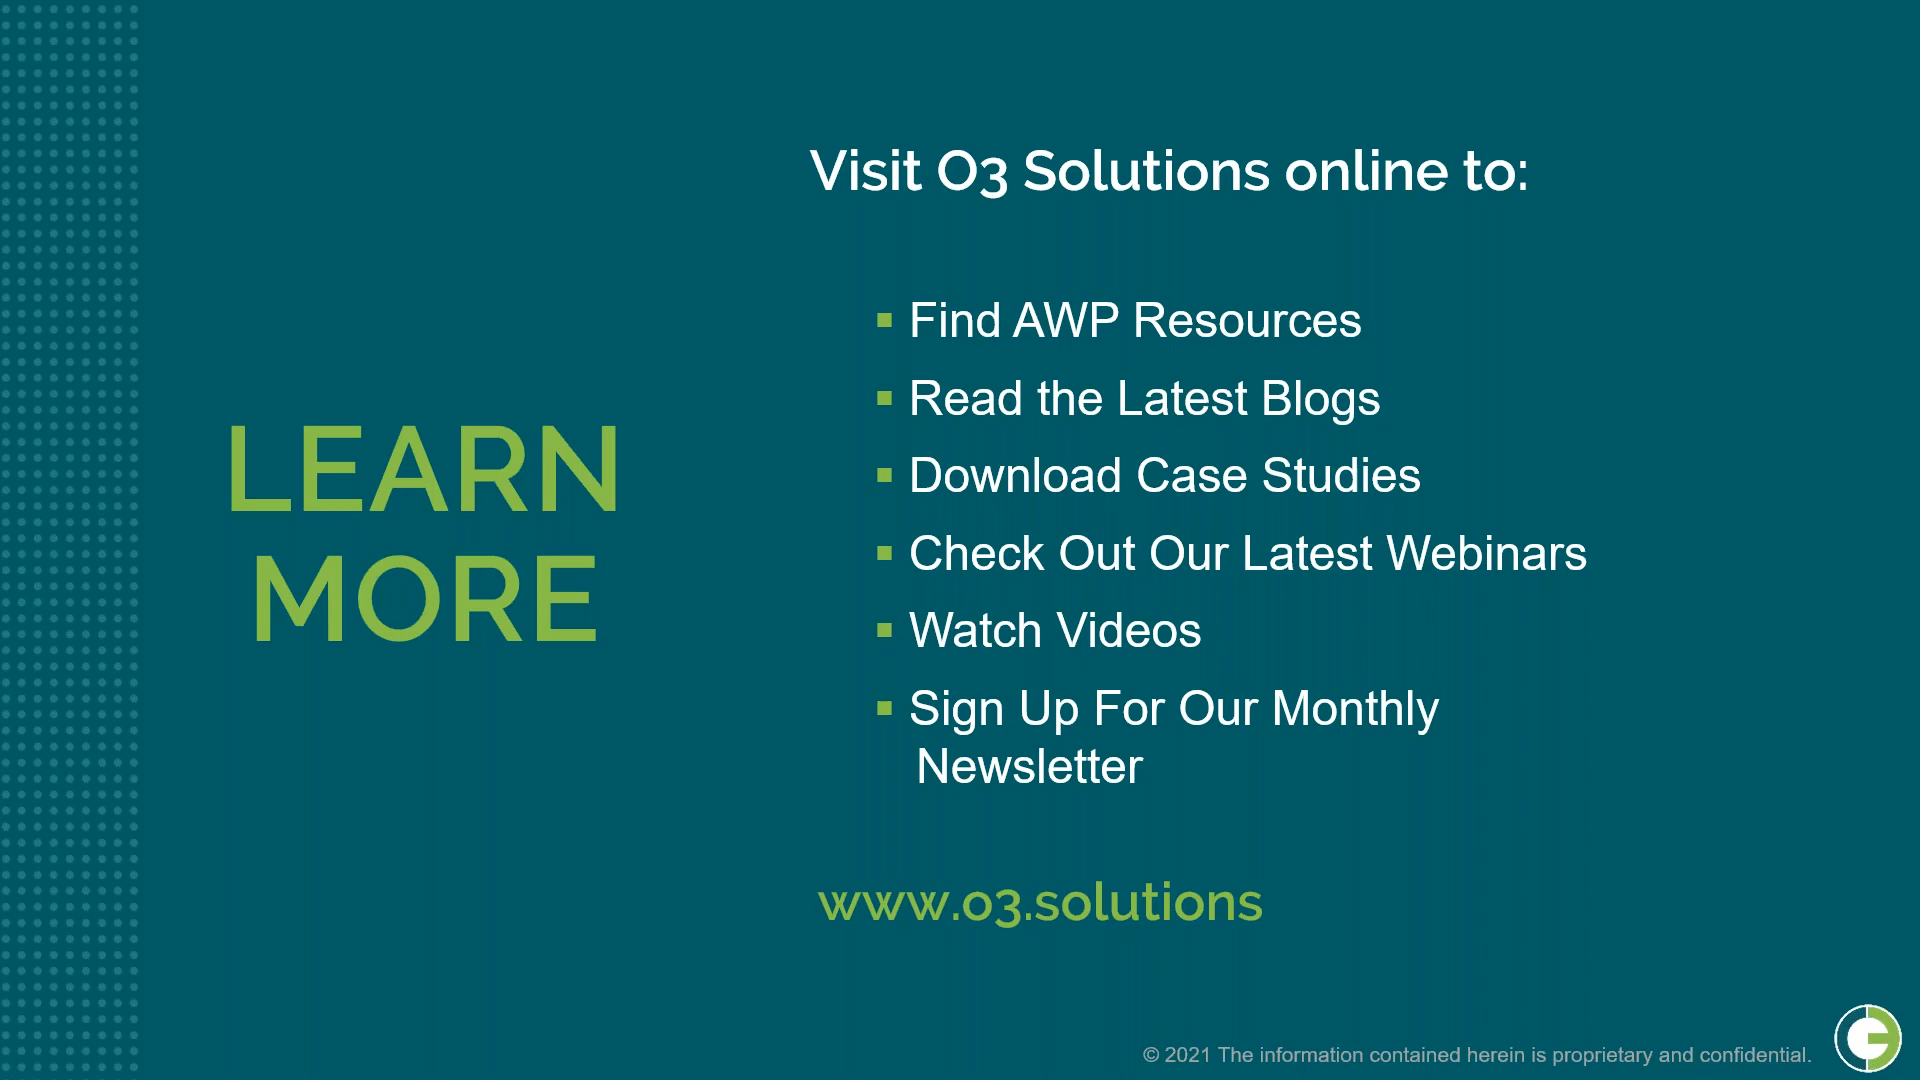 LEARN
MORE
Visit O3 Solutions online to:
▪ Find AWP Resources
▪ Read the Latest Blogs
▪ Download Case Studies
▪ Check Out Our Latest Webinars
▪ Watch Videos
▪ Sign Up For Our Monthly
Newsletter
www.o3.solutions
© 2021 The information contained herein is proprietary and confidential.